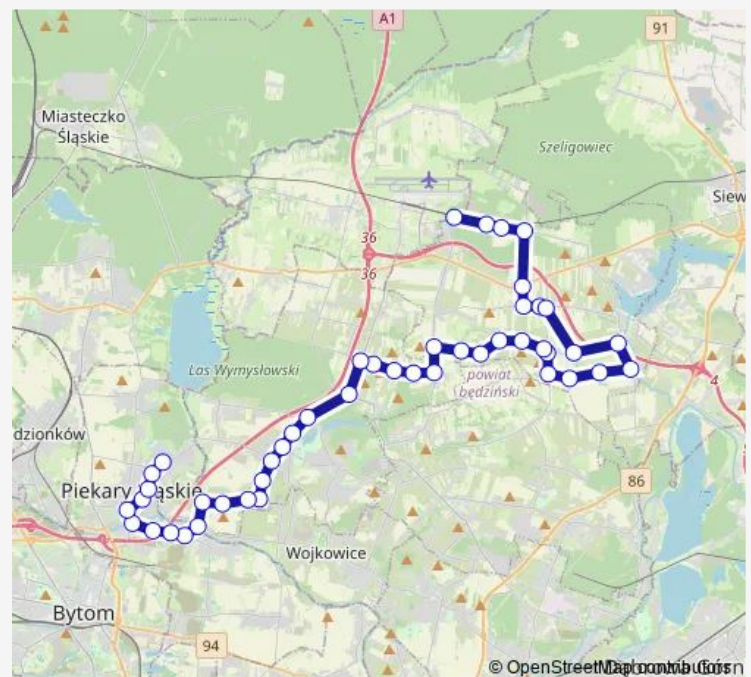 A1
91
Miasteczko
Śląskie
Szeligowiec
Siew
36
36
Las Wymysłowski
powiat
będziński
4
dzionków
Piekary Śląskie
86
Wojkowice
Bytom
94
© OpenStreetMap contributors